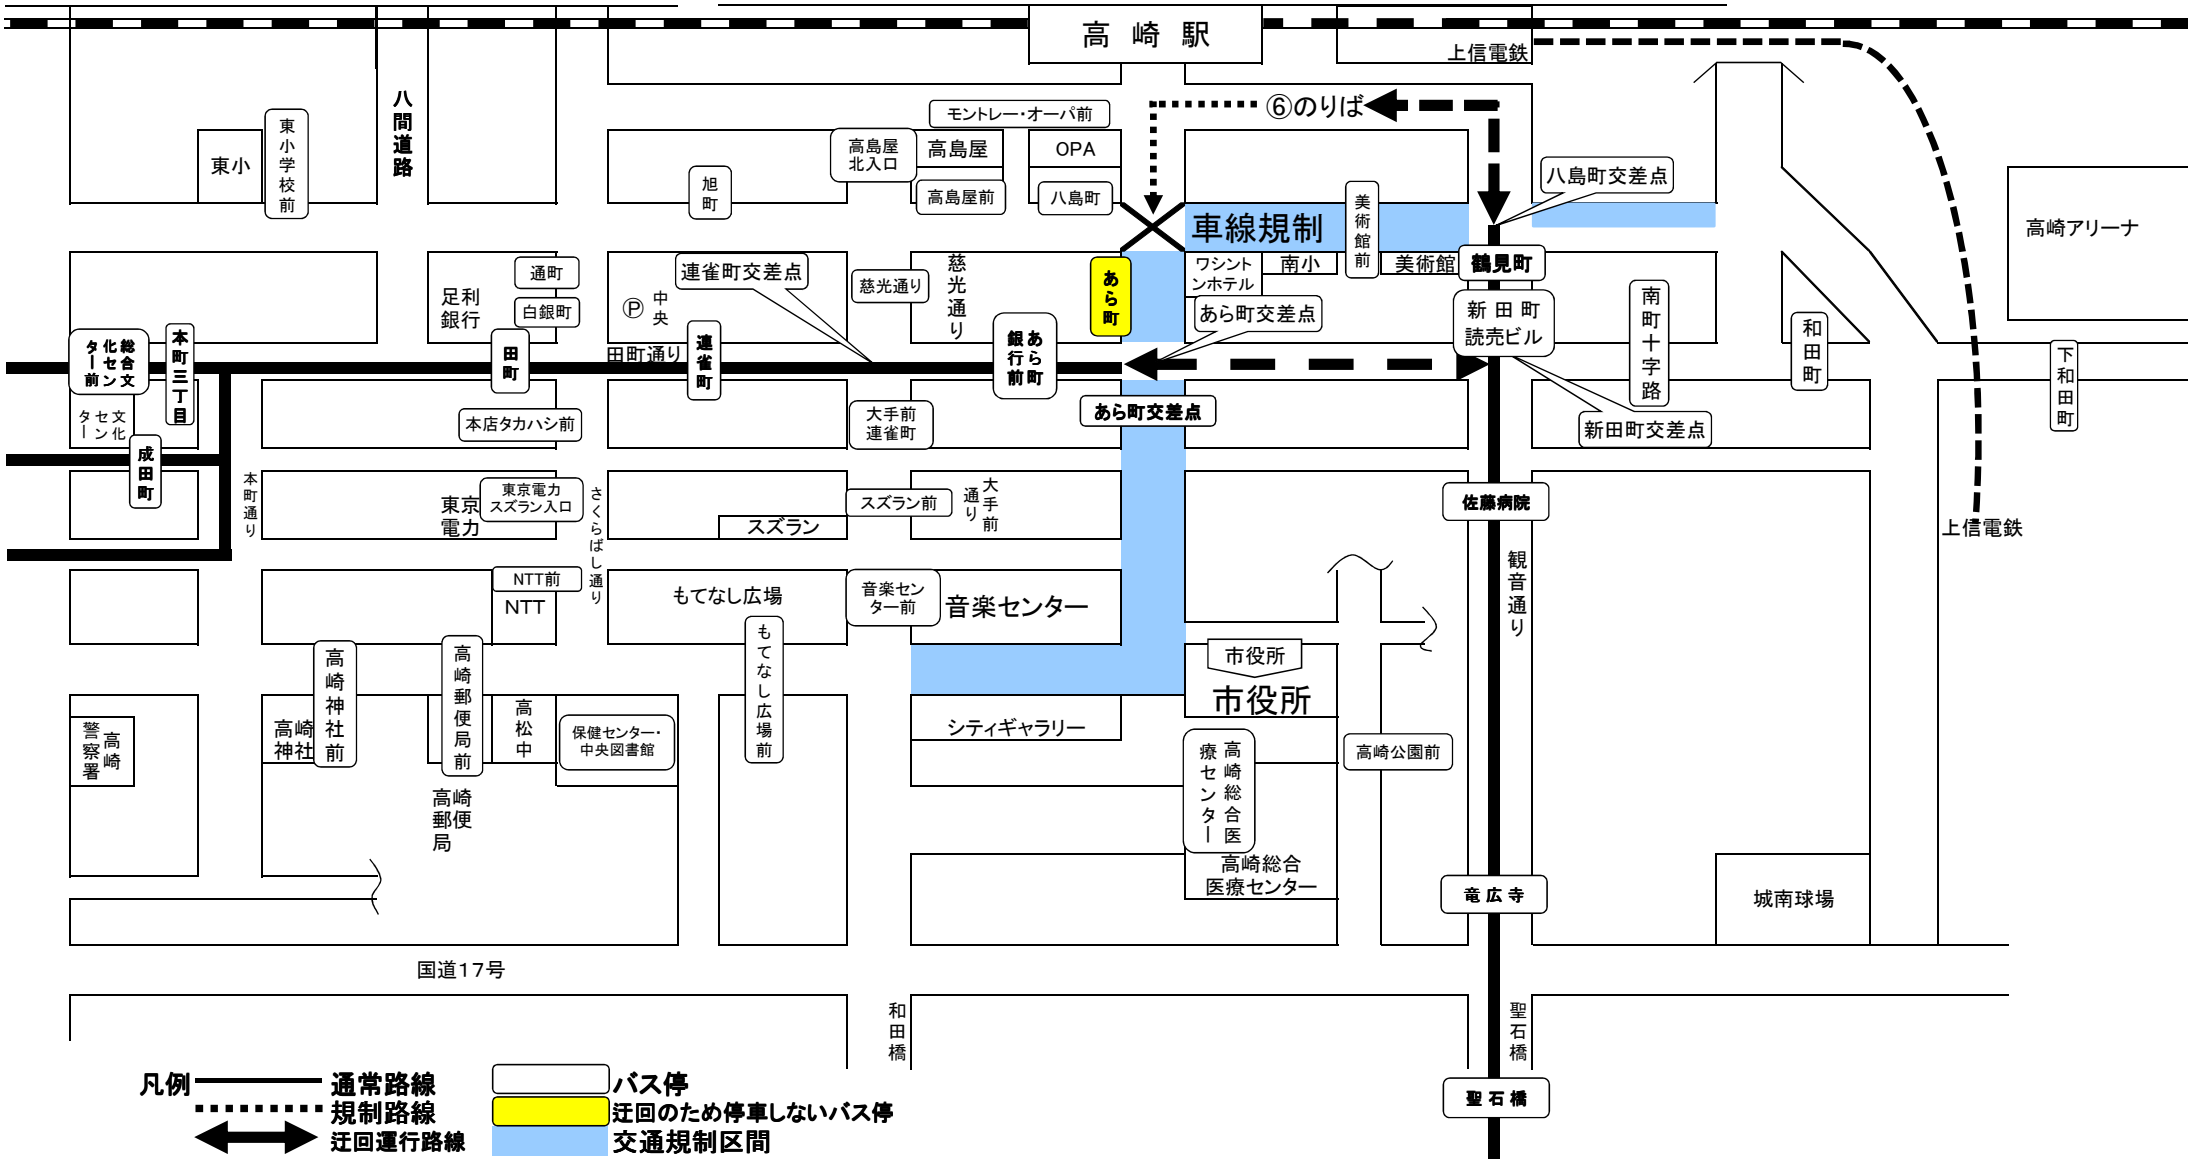 高崎駅
上信電鉄
⑥のりば
モントレー・オーパ前
八間道路
東小学校前
東小
高島屋
北入口
高島屋
OPA
旭町
高島屋前
八島町
八島町交差点
美術館前
車線規制
高崎アリーナ
足利
銀行
通町
白銀町
Ⓟ
中央
連雀町交差点
慈光通り
慈光通り
あら町
ワシント
ンホテル
南小
美術館
鶴見町
あら町交差点
新田町
読売ビル
南町十字路
和田町
下和田町
総合文
化セン
ター前
本町三丁目
田町
田町通り
連雀町
あら町
銀行前
文化
センター
成田町
本店タカハシ前
大手前
連雀町
あら町交差点
新田町交差点
本町通り
東京
電力
東京電力
スズラン入口
さくらばし通り
スズラン
スズラン前
大手前
通り
佐藤病院
上信電鉄
観音通り
NTT前
NTT
もてなし広場
音楽セン
ター前
音楽センター
もてなし広場前
高崎神社前
高崎郵便局前
市役所
市役所
高崎
警察署
高崎
神社
高松中
保健センター・
中央図書館
シティギャラリー
高崎総合医
療センター
高崎公園前
高崎
郵便
局
高崎総合
医療センター
竜広寺
城南球場
国道17号
和田橋
聖石橋
聖石橋
凡例
通常路線
規制路線
迂回運行路線
バス停
迂回のため停車しないバス停
交通規制区間